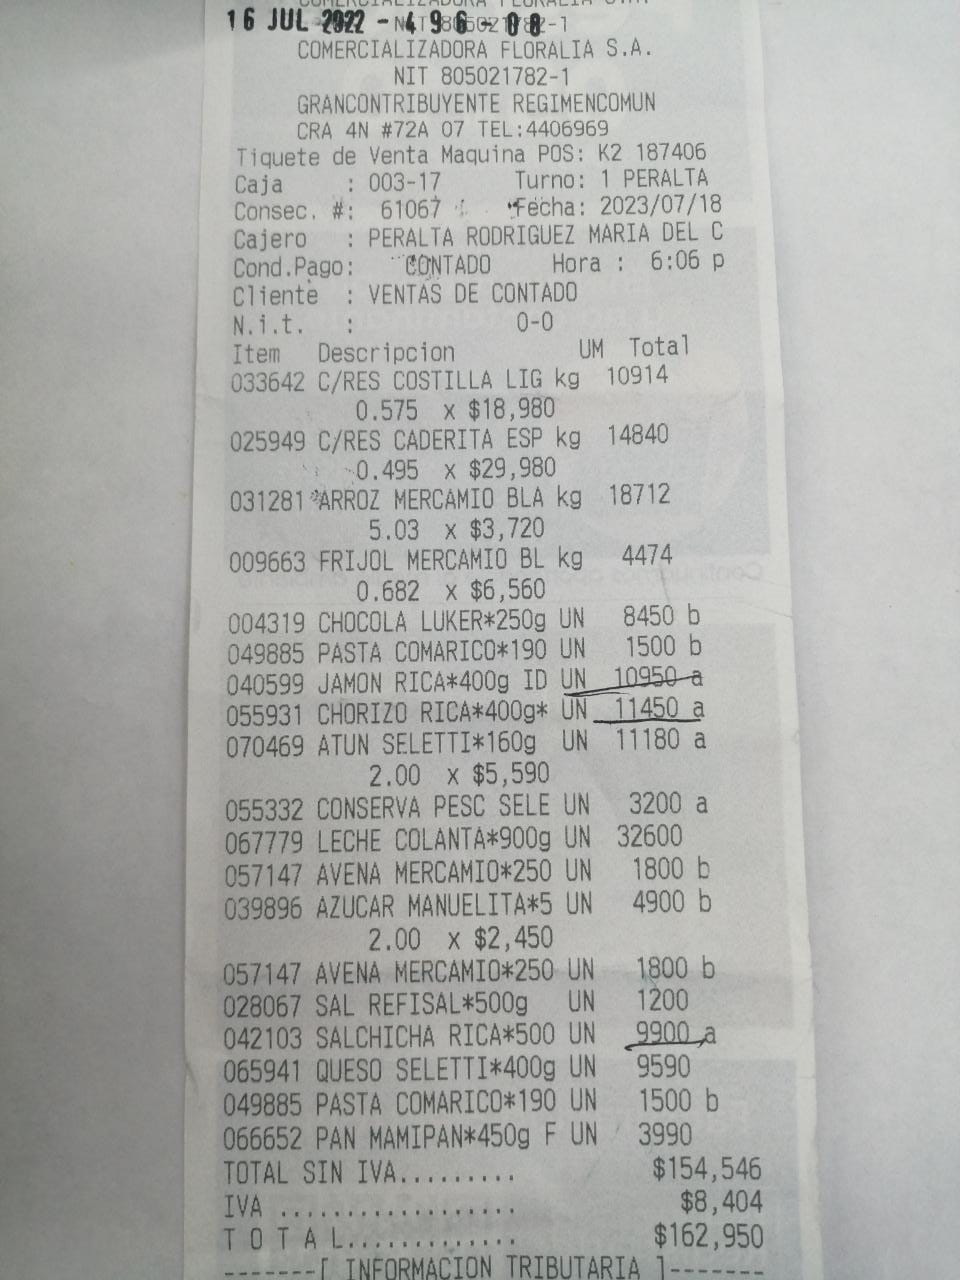 COMERCIALIZADORA FLORALIA S.A.
16 JUL 2022 - 496-08
NIT 805021782-1
COMERCIALIZADORA FLORALIA S.A.
NIT 805021782-1
GRANCONTRIBUYENTE REGIMENCOMUN
CRA 4N #72A 07 TEL:4406969
Tiquete de Venta Maquina POS: K2 187406
Caja : 003-17 Turno: 1 PERALTA
Consec. #: 61067 Fecha: 2023/07/18
Cajero : PERALTA RODRIGUEZ MARIA DEL C
Cond.Pago: CONTADO Hora : 6:06 p
Cliente : VENTAS DE CONTADO
N.i.t. : 0-0
Item Descripcion UM Total
033642 C/RES COSTILLA LIG kg 10914
0.575 x $18,980
025949 C/RES CADERITA ESP kg 14840
0.495 x $29,980
031281 ARROZ MERCAMIO BLA kg 18712
5.03 x $3,720
009663 FRIJOL MERCAMIO BL kg 4474
0.682 x $6,560
004319 CHOCOLA LUKER*250g UN 8450 b
049885 PASTA COMARICO*190 UN 1500 b
040599 JAMON RICA*400g ID UN 10950 a
055931 CHORIZO RICA*400g* UN 11450 a
070469 ATUN SELETTI*160g UN 11180 a
2.00 x $5,590
055332 CONSERVA PESC SELE UN 3200 a
067779 LECHE COLANTA*900g UN 32600
057147 AVENA MERCAMIO*250 UN 1800 b
039896 AZUCAR MANUELITA*5 UN 4900 b
2.00 x $2,450
057147 AVENA MERCAMIO*250 UN 1800 b
028067 SAL REFISAL*500g UN 1200
042103 SALCHICHA RICA*500 UN 9900 a
065941 QUESO SELETTI*400g UN 9590
049885 PASTA COMARICO*190 UN 1500 b
066652 PAN MAMIPAN*450g F UN 3990
TOTAL SIN IVA......... $154,546
IVA .................. $8,404
T O T A L............. $162,950
-------[ INFORMACION TRIBUTARIA ]-------